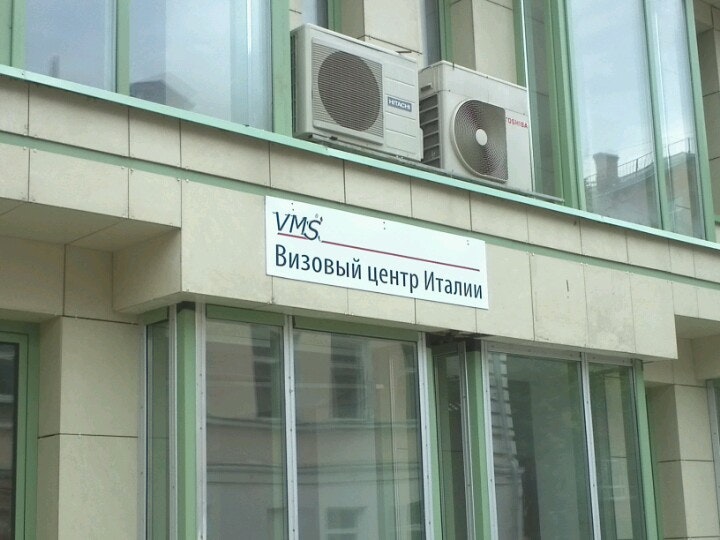 HITACHI
TOSHIBA
VMS
Визовый центр Италии